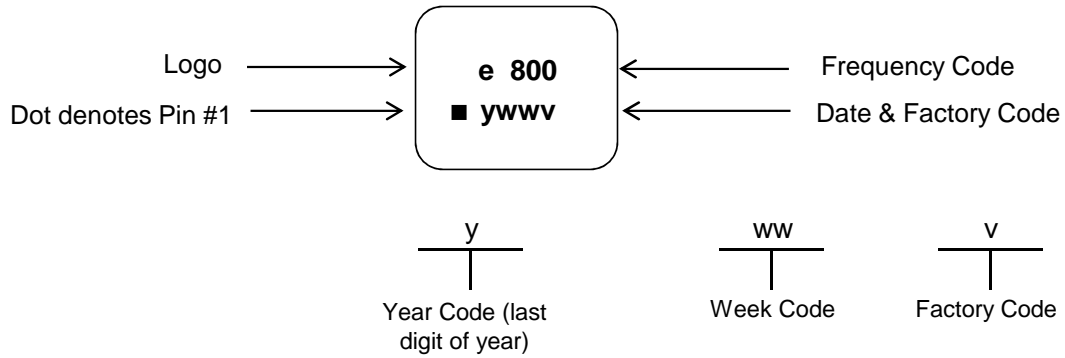 Logo
e 800
Frequency Code
Dot denotes Pin #1
■ ywwv
Date & Factory Code
y
ww
v
Year Code (last
digit of year)
Week Code
Factory Code